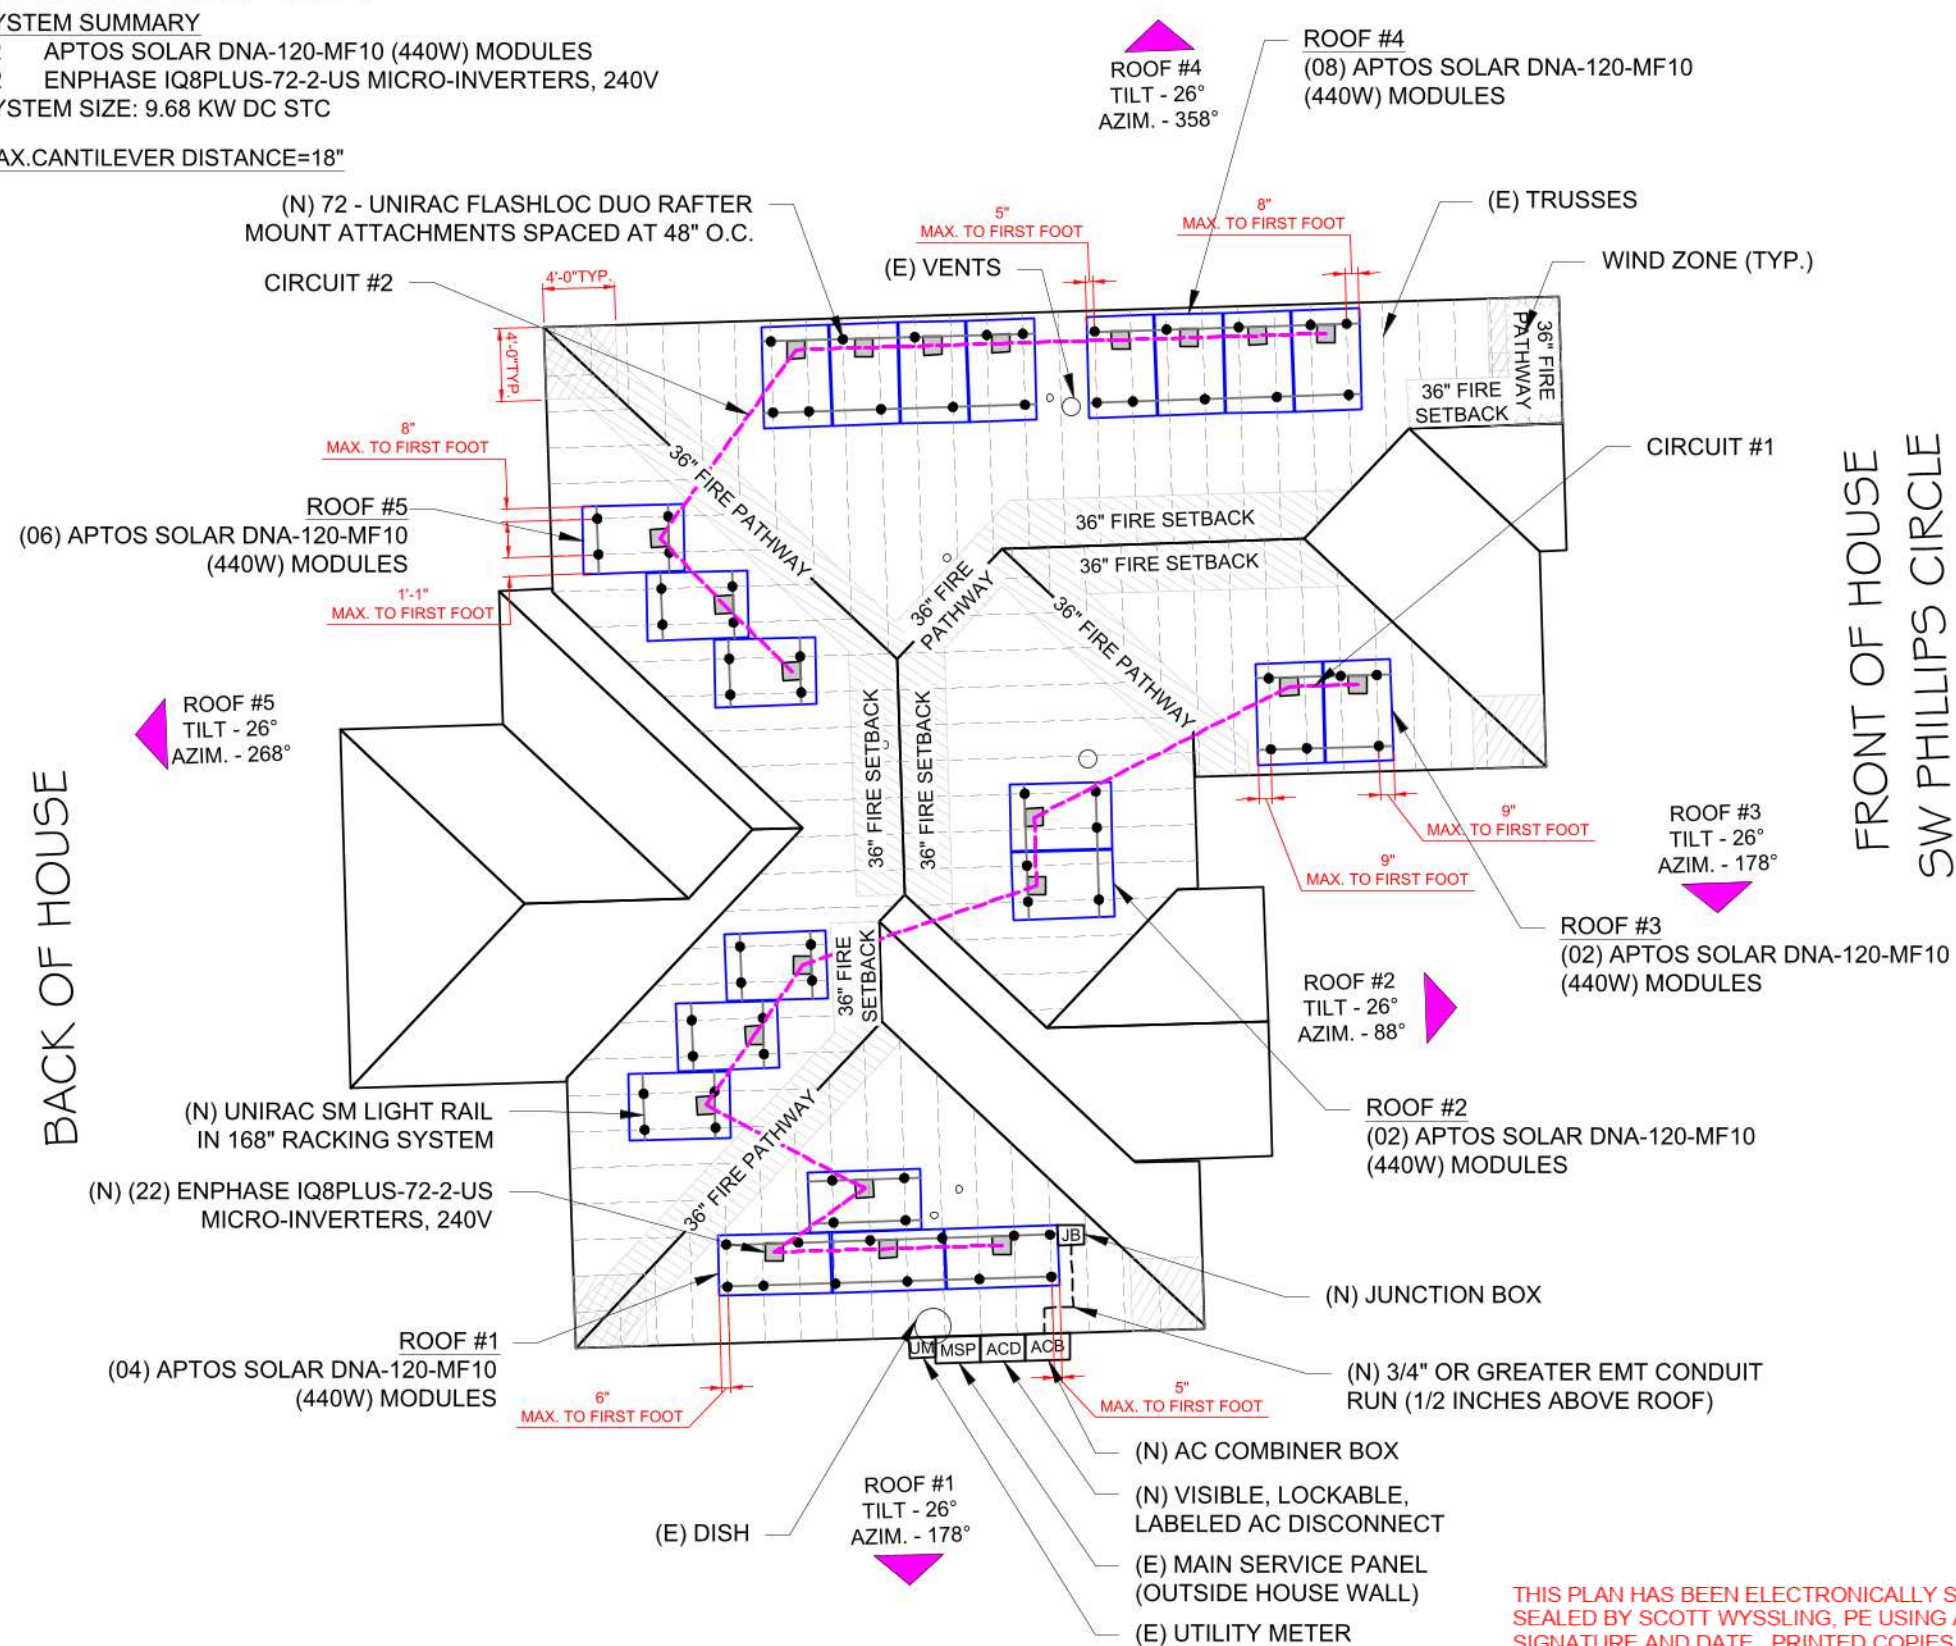 YSTEM SUMMARY
APTOS SOLAR DNA-120-MF10 (440W) MODULES
ENPHASE IQ8PLUS-72-2-US MICRO-INVERTERS, 240V
YSTEM SIZE: 9.68 KW DC STC
AX.CANTILEVER DISTANCE=18"
ROOF #4
TILT - 26°
AZIM. - 358°
ROOF #4
(08) APTOS SOLAR DNA-120-MF10
(440W) MODULES
(N) 72 - UNIRAC FLASHLOC DUO RAFTER
MOUNT ATTACHMENTS SPACED AT 48" O.C.
5"
MAX. TO FIRST FOOT
8"
MAX. TO FIRST FOOT
(E) TRUSSES
(E) VENTS
WIND ZONE (TYP.)
CIRCUIT #2
4'-0"TYP.
4'-0"TYP.
36" FIRE
PATHWAY
36" FIRE
SETBACK
CIRCUIT #1
8"
MAX. TO FIRST FOOT
36" FIRE PATHWAY
ROOF #5
(06) APTOS SOLAR DNA-120-MF10
(440W) MODULES
36" FIRE SETBACK
36" FIRE SETBACK
36" FIRE
PATHWAY
36" FIRE PATHWAY
1'-1"
MAX. TO FIRST FOOT
FRONT OF HOUSE
SW PHILLIPS CIRCLE
ROOF #5
TILT - 26°
AZIM. - 268°
36" FIRE SETBACK
36" FIRE SETBACK
BACK OF HOUSE
9"
MAX. TO FIRST FOOT
9"
MAX. TO FIRST FOOT
ROOF #3
TILT - 26°
AZIM. - 178°
ROOF #3
(02) APTOS SOLAR DNA-120-MF10
(440W) MODULES
36" FIRE
SETBACK
ROOF #2
TILT - 26°
AZIM. - 88°
(N) UNIRAC SM LIGHT RAIL
IN 168" RACKING SYSTEM
ROOF #2
(02) APTOS SOLAR DNA-120-MF10
(440W) MODULES
36" FIRE PATHWAY
(N) (22) ENPHASE IQ8PLUS-72-2-US
MICRO-INVERTERS, 240V
JB
(N) JUNCTION BOX
ROOF #1
(04) APTOS SOLAR DNA-120-MF10
(440W) MODULES
UM
MSP
ACD
ACB
(N) 3/4" OR GREATER EMT CONDUIT
RUN (1/2 INCHES ABOVE ROOF)
6"
MAX. TO FIRST FOOT
5"
MAX. TO FIRST FOOT
(N) AC COMBINER BOX
ROOF #1
TILT - 26°
AZIM. - 178°
(N) VISIBLE, LOCKABLE,
LABELED AC DISCONNECT
(E) DISH
(E) MAIN SERVICE PANEL
(OUTSIDE HOUSE WALL)
(E) UTILITY METER
THIS PLAN HAS BEEN ELECTRONICALLY S
SEALED BY SCOTT WYSSLING, PE USING A
SIGNATURE AND DATE. PRINTED COPIES